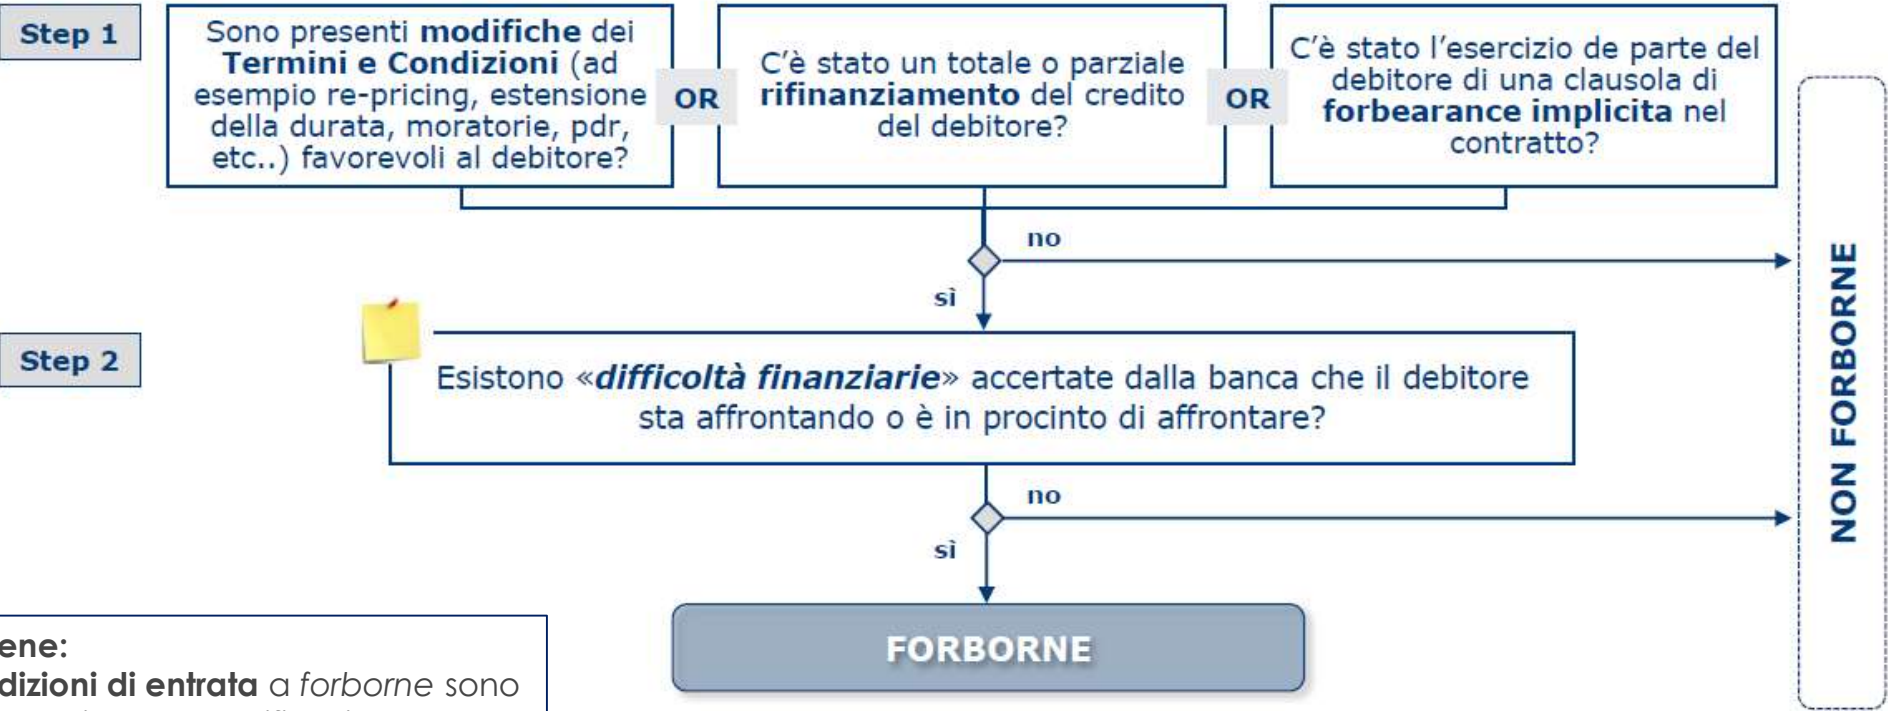 Step 1
Sono presenti modifiche dei
Termini e Condizioni (ad
esempio re-pricing, estensione
della durata, moratorie, pdr,
etc..) favorevoli al debitore?
OR
C'è stato un totale o parziale
rifinanziamento del credito
del debitore?
OR
C'è stato l'esercizio de parte del
debitore di una clausola di
forbearance implicita nel
contratto?
no
sì
Step 2
Esistono «difficoltà finanziarie» accertate dalla banca che il debitore
sta affrontando o è in procinto di affrontare?
no
sì
FORBORNE
NON FORBORNE
ene:
dizioni di entrata a forborne sono